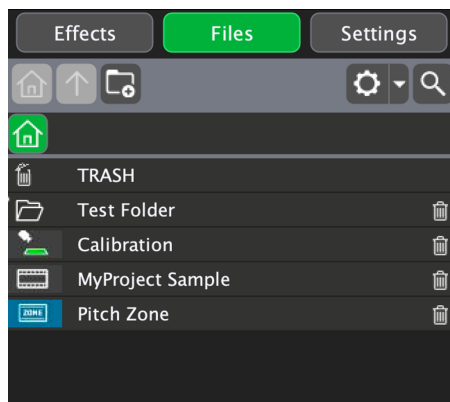 Effects Files Settings
TRASH
Test Folder
Calibration
MyProject Sample
ZONE Pitch Zone